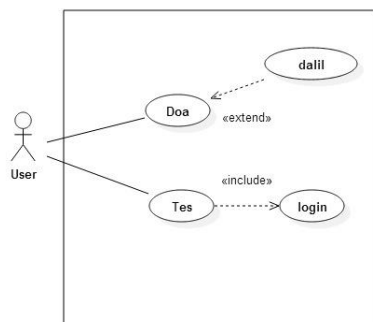 dalil
Doa
«extend»
User
«include»
Tes
login